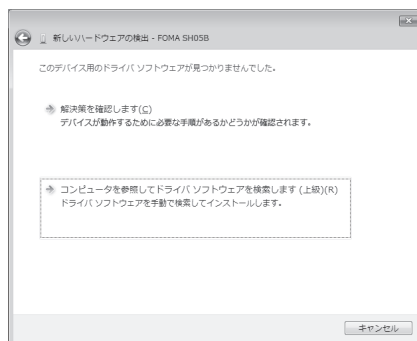 新しいハードウェアの検出 - FOMA SH05B
このデバイス用のドライバ ソフトウェアが見つかりませんでした。
解決策を確認します(C)
デバイスが動作するために必要な手順があるかどうかが確認されます。
コンピュータを参照してドライバ ソフトウェアを検索します (上級)(R)
ドライバ ソフトウェアを手動で検索してインストールします。
キャンセル